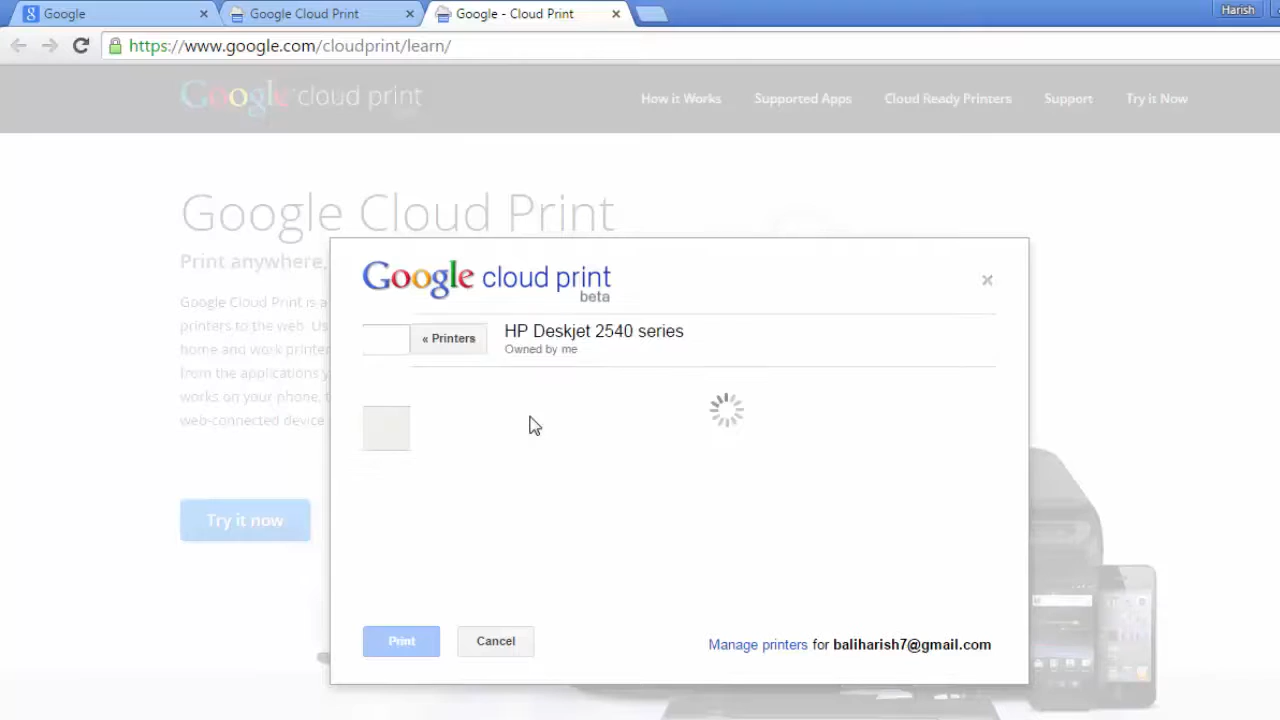 Google
Google Cloud Print
Google - Cloud Print
Harish
https://www.google.com/cloudprint/learn/
Google cloud print
How it Works
Supported Apps
Cloud Ready Printers
Support
Try it Now
Google Cloud Print
Print anywhere,
Google Cloud Print is a
printers to the web. Us
home and work printer
from the applications y
works on your phone, t
web-connected device
Try it now
Google cloud print
beta
« Printers
HP Deskjet 2540 series
Owned by me
Print
Cancel
Manage printers for baliharish7@gmail.com